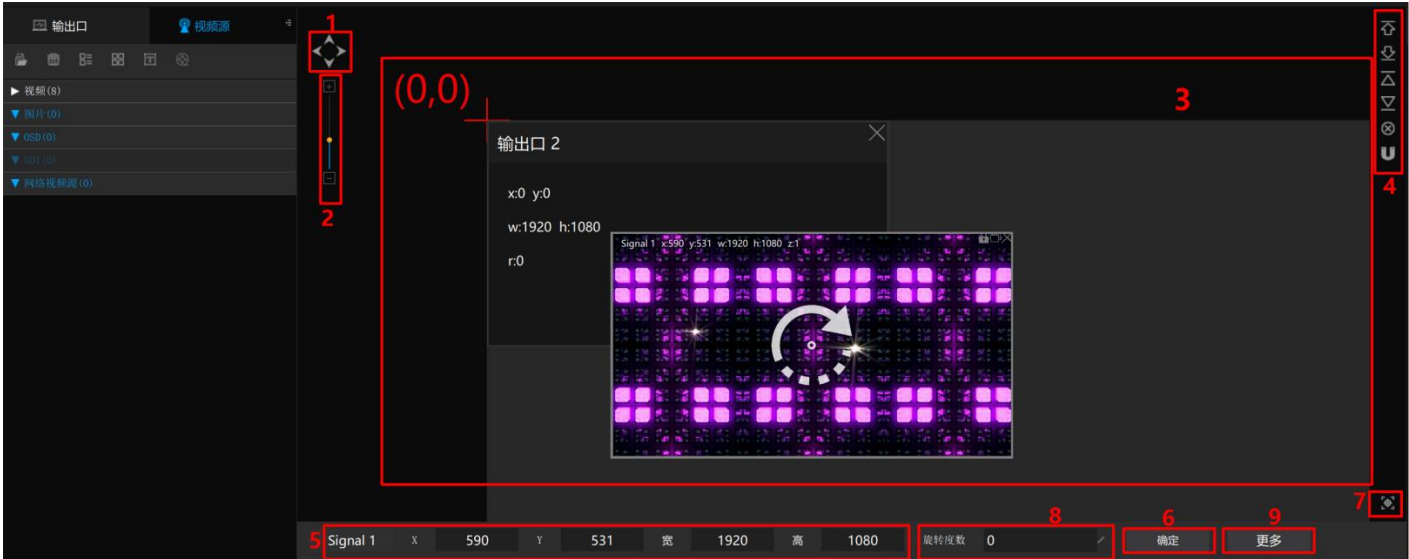 输出口 视频源
1
视频(8)
图片(0)
OSD(0)
NDI(0)
网络视频源(0)
2
3
(0,0)
输出口 2
x:0 y:0
w:1920 h:1080
r:0
Signal 1 x:590 y:531 w:1920 h:1080 z:1
4
7
5 Signal 1 X 590 Y 531 宽 1920 高 1080
8
旋转度数 0
6
确定
9
更多